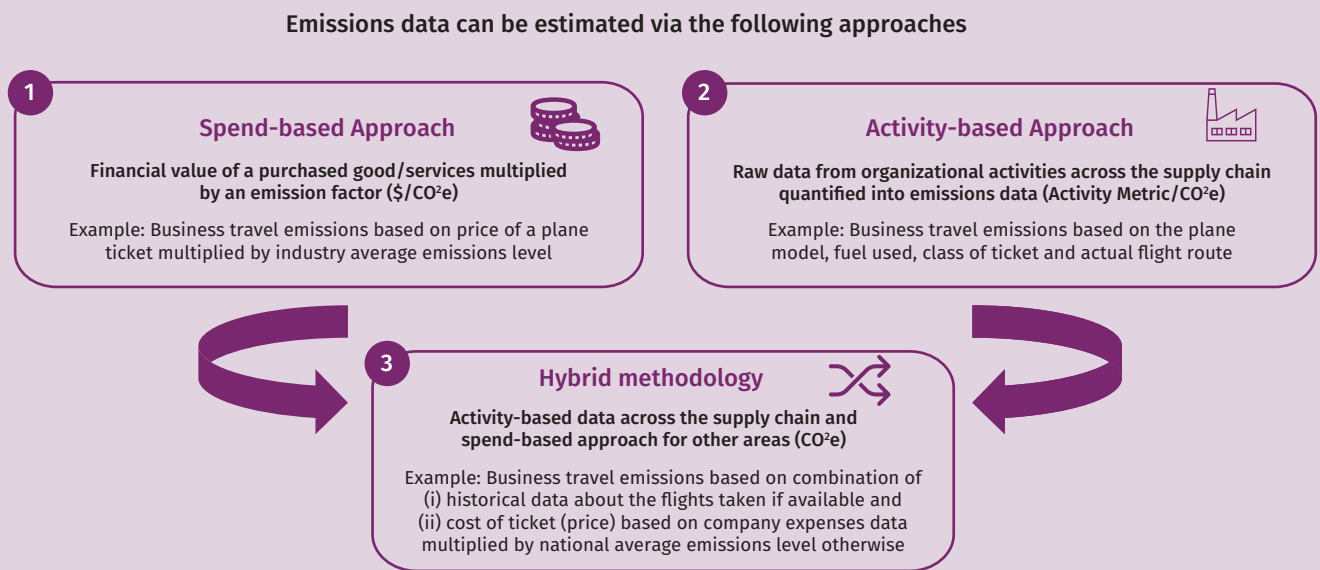 Emissions data can be estimated via the following approaches
1
Spend-based Approach
Financial value of a purchased good/services multiplied
by an emission factor ($/CO²e)
Example: Business travel emissions based on price of a plane
ticket multiplied by industry average emissions level
2
Activity-based Approach
Raw data from organizational activities across the supply chain
quantified into emissions data (Activity Metric/CO²e)
Example: Business travel emissions based on the plane
model, fuel used, class of ticket and actual flight route
3
Hybrid methodology
Activity-based data across the supply chain and
spend-based approach for other areas (CO²e)
Example: Business travel emissions based on combination of
(i) historical data about the flights taken if available and
(ii) cost of ticket (price) based on company expenses data
multiplied by national average emissions level otherwise